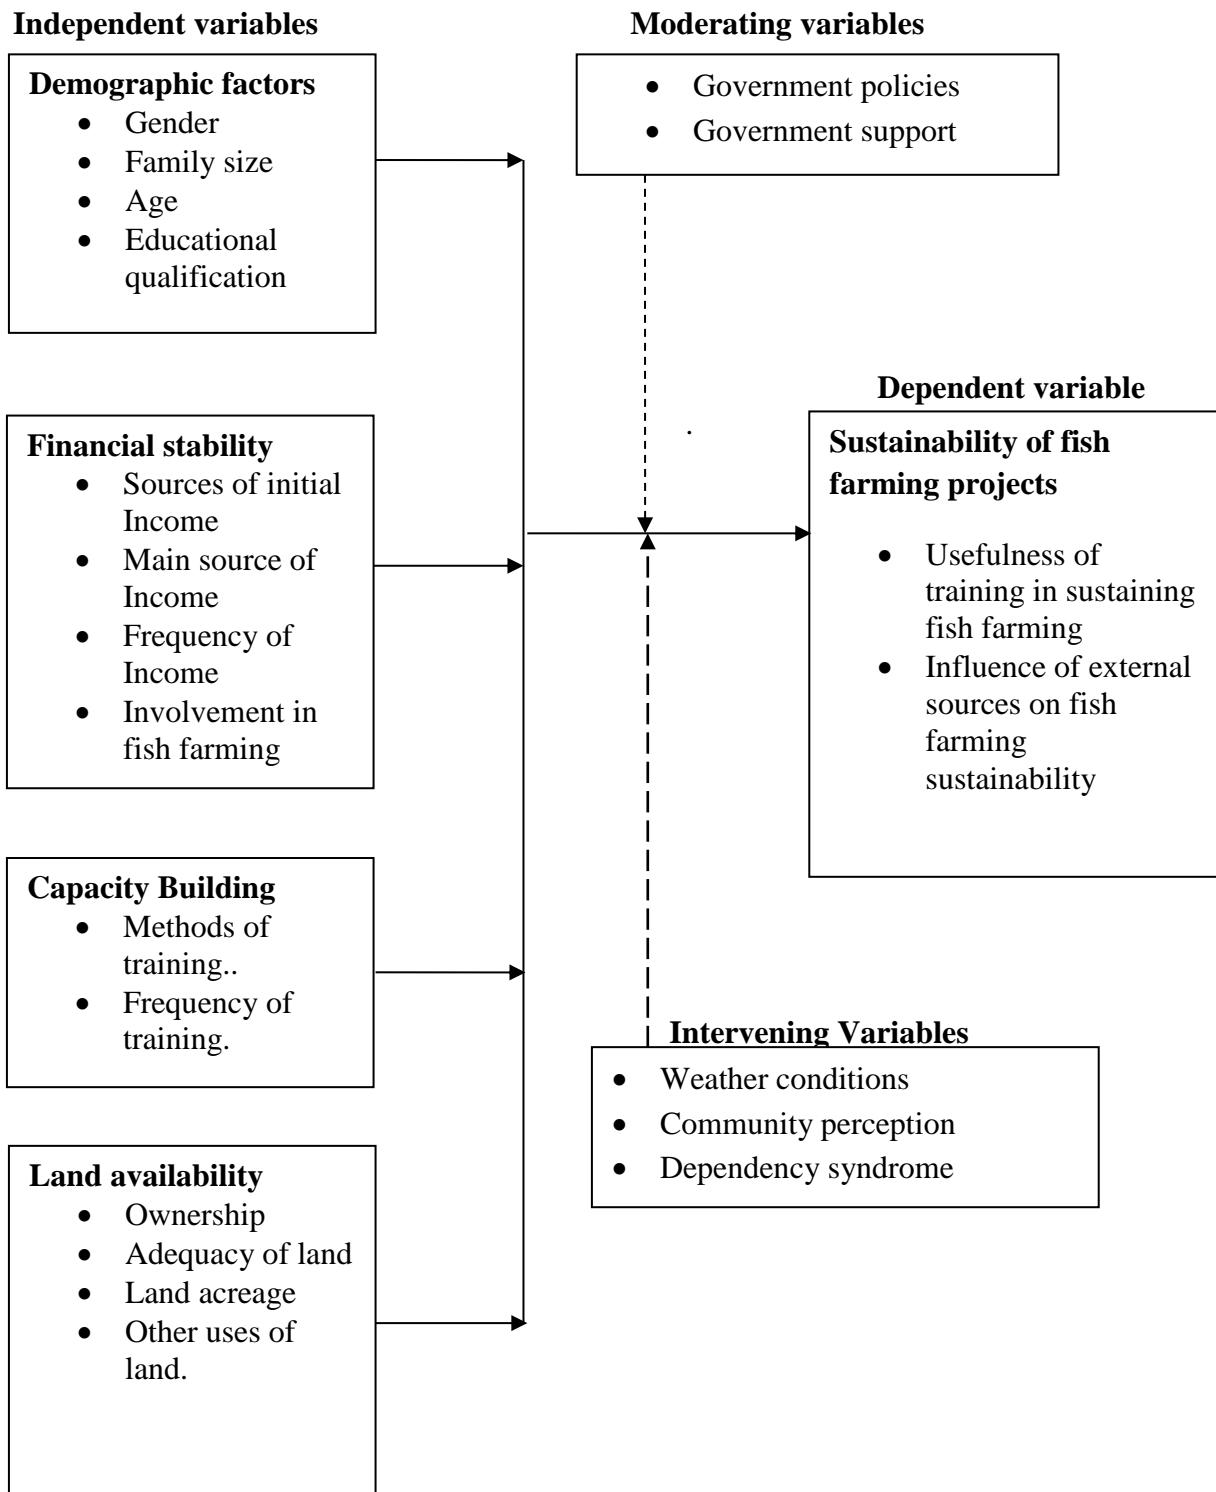 Independent variables
Demographic factors
• Gender
• Family size
• Age
• Educational
qualification
Financial stability
• Sources of initial
Income
• Main source of
Income
• Frequency of
Income
• Involvement in
fish farming
Capacity Building
• Methods of
training..
• Frequency of
training.
Land availability
• Ownership
• Adequacy of land
• Land acreage
• Other uses of
land.
Moderating variables
• Government policies
• Government support
.
Dependent variable
Sustainability of fish
farming projects
• Usefulness of
training in sustaining
fish farming
• Influence of external
sources on fish
farming
sustainability
Intervening Variables
• Weather conditions
• Community perception
• Dependency syndrome